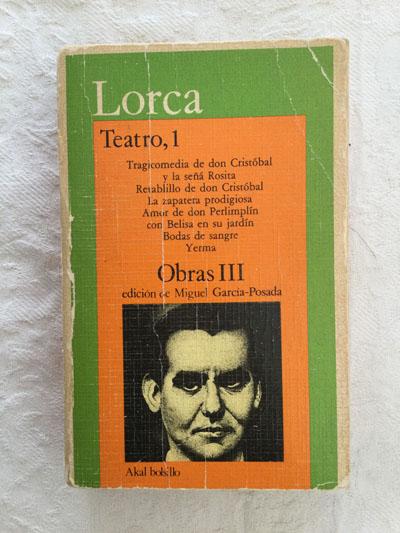 Lorca
Teatro, 1
Tragicomedia de don Cristóbal
y la señá Rosita
Retablillo de don Cristóbal
La zapatera prodigiosa
Amor de don Perlimplín
con Belisa en su jardín
Bodas de sangre
Yerma
Obras III
edición de Miguel García-Posada
Akal bolsillo